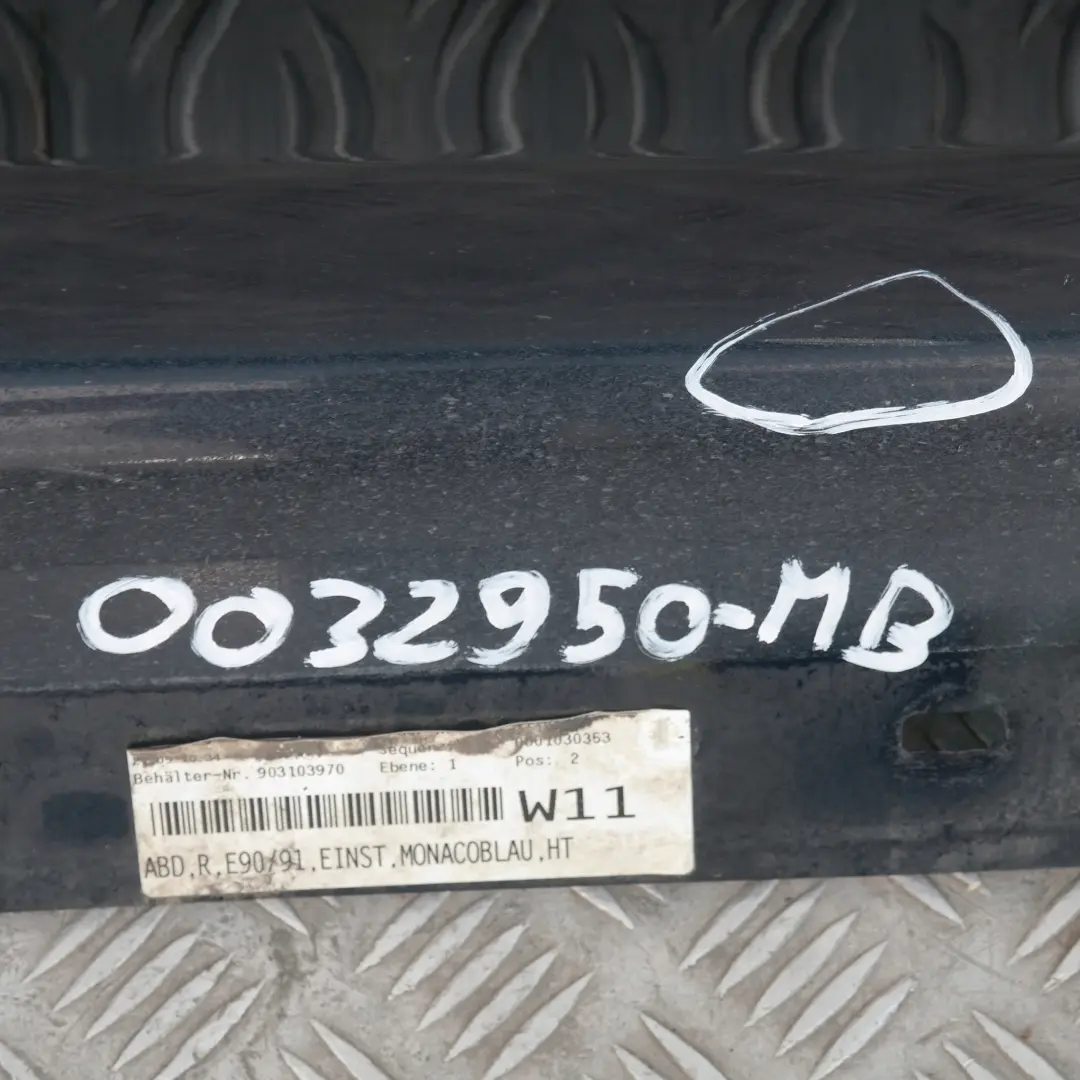 0032950-MB
Behälter-Nr. 903103970 Ebene: 1 Pos: 2
W11
ABD,R,E90/91,EINST,MONACOBLAU,HT